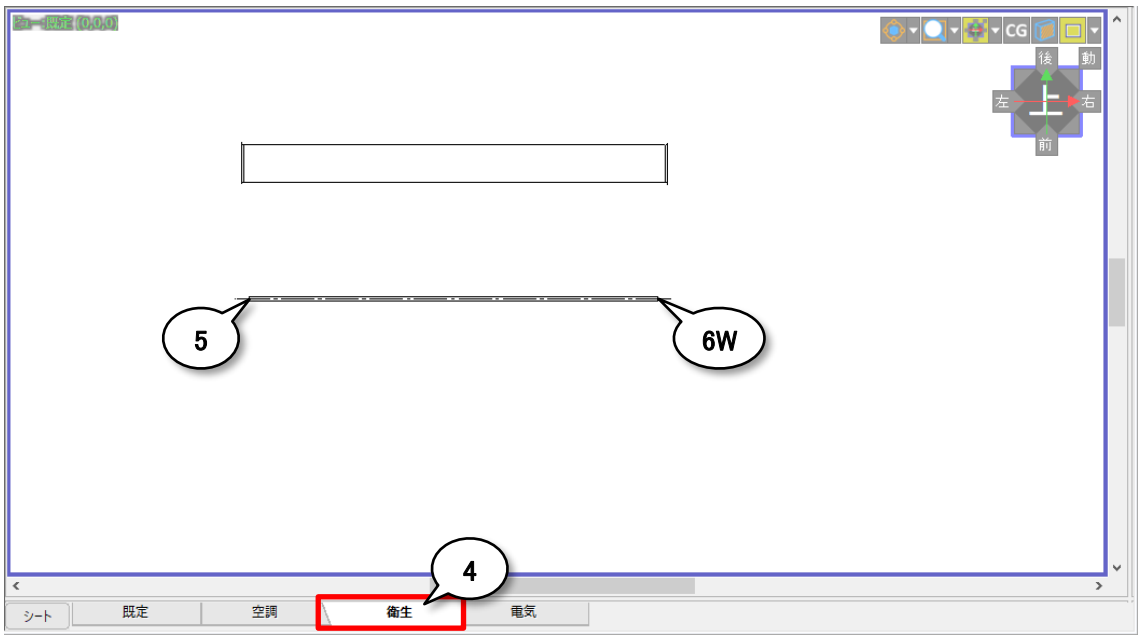 ビュー:既定 (0,0,0)
CG
後
動
左
上
右
前
5
6W
4
シート
既定
空調
衛生
電気